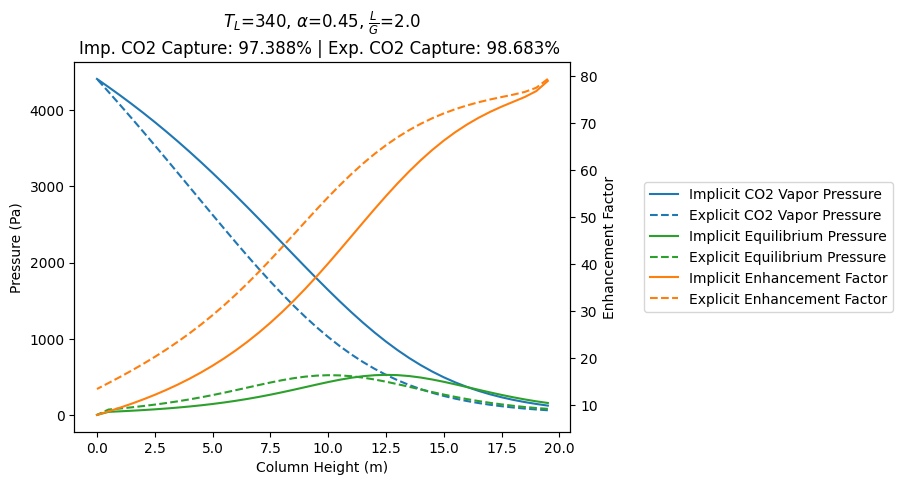 T_L=340, α=0.45, L/G=2.0
Imp. CO2 Capture: 97.388% | Exp. CO2 Capture: 98.683%
Pressure (Pa)
4000
3000
2000
1000
0
0.0 2.5 5.0 7.5 10.0 12.5 15.0 17.5 20.0
Column Height (m)
80
70
60
50
40
30
20
10
Enhancement Factor
Implicit CO2 Vapor Pressure
Explicit CO2 Vapor Pressure
Implicit Equilibrium Pressure
Explicit Equilibrium Pressure
Implicit Enhancement Factor
Explicit Enhancement Factor